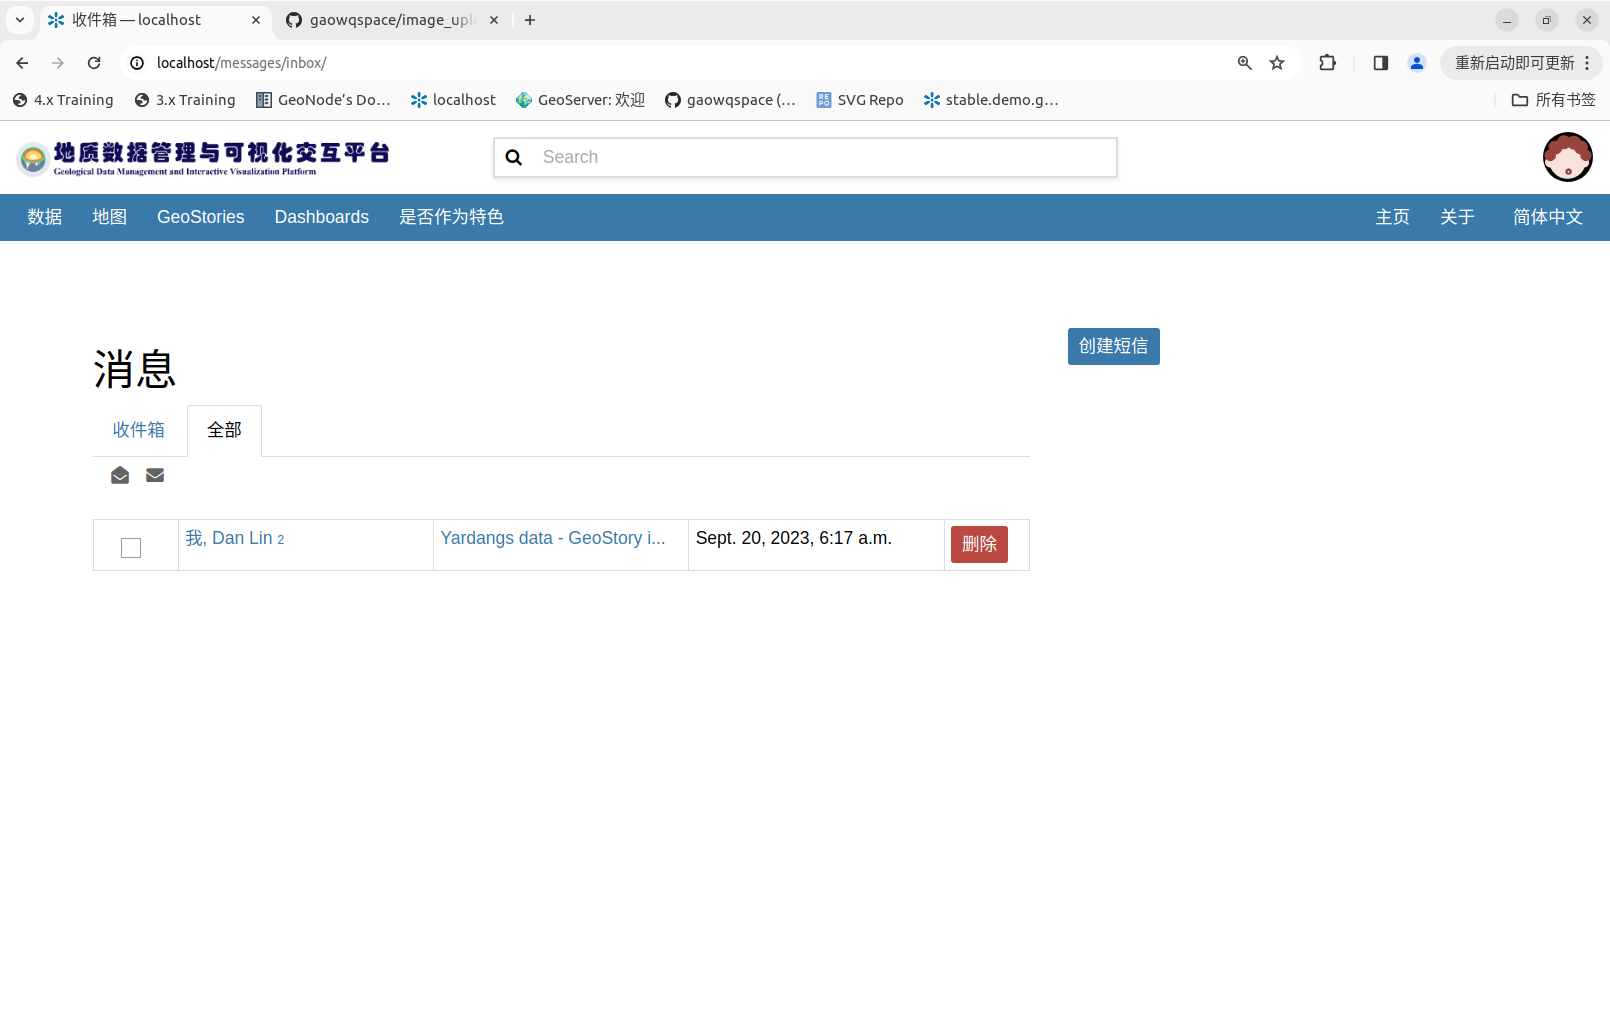 收件箱 — localhost
gaowqspace/image_uplo
localhost/messages/inbox/
重新启动即可更新
4.x Training
3.x Training
GeoNode’s Do…
localhost
GeoServer: 欢迎
gaowqspace (…
SVG Repo
stable.demo.g…
所有书签
地质数据管理与可视化交互平台
Geological Data Management and Interactive Visualization Platform
Search
数据
地图
GeoStories
Dashboards
是否作为特色
主页
关于
简体中文
创建短信
消息
收件箱
全部
我, Dan Lin 2
Yardangs data - GeoStory i...
Sept. 20, 2023, 6:17 a.m.
删除